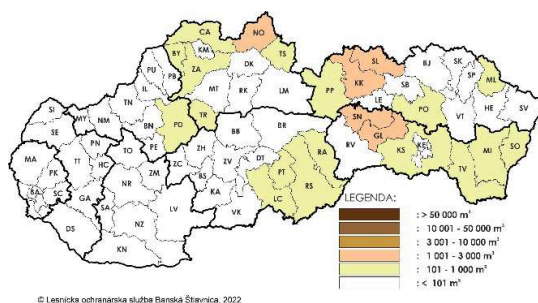 CA
NO
BY
KM
TS
ZA
DK
PU
PB
MT
RK
LM
IL
TN
SI
MY
NM
SE
BN
PD
TR
PE
PN
TO
MA
PK
TT
HC
BA
SC
GA
SA
NR
ZM
DS
NZ
KN
LV
ZC
ZH
BB
BR
BS
ZV
DT
KA
VK
PT
RA
LC
RS
SL
KK
PP
LE
SB
BJ
SK
SP
ML
PO
VT
HE
SV
SN
GL
RV
KS
KE
TV
MI
SO
LEGENDA:
: > 50 000 m³
: 10 001 - 50 000 m³
: 3 001 - 10 000 m³
: 1 001 - 3 000 m³
: 101 - 1 000 m³
: < 101 m³
© Lesnícka ochranárska služba Banská Štiavnica, 2022